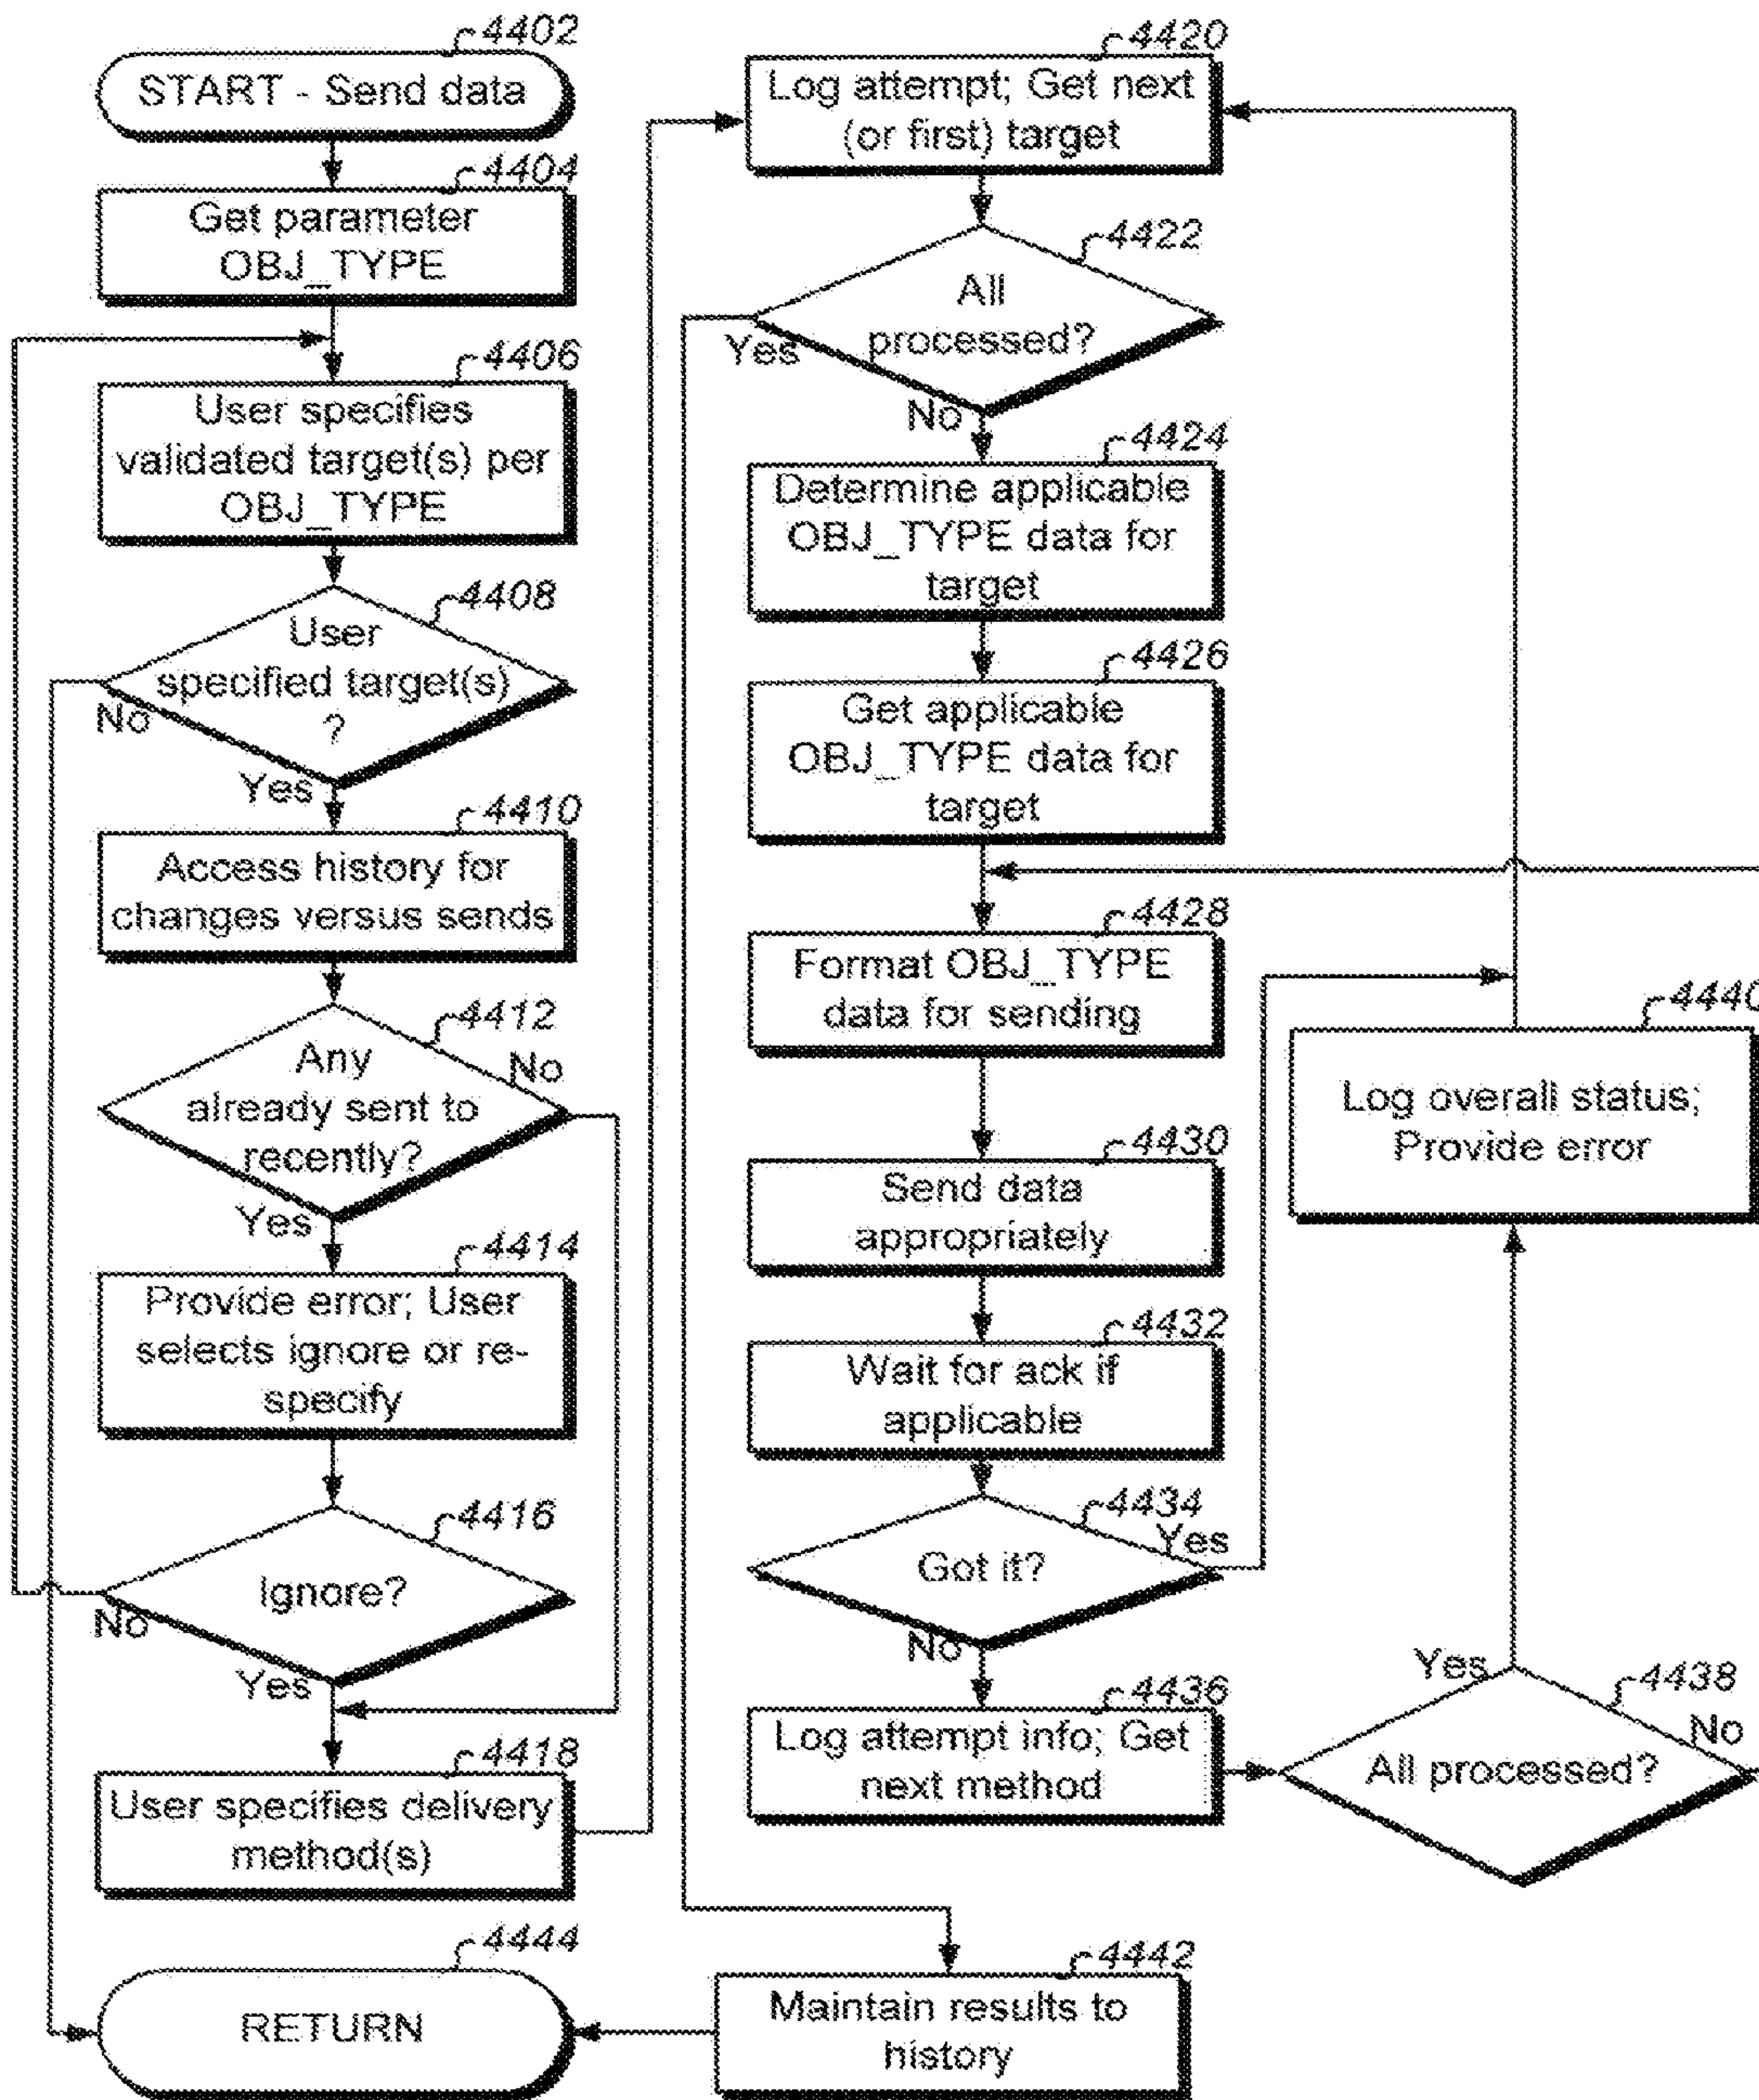 4402
START - Send data
4404
Get parameter
OBJ_TYPE
4406
User specifies
validated target(s) per
OBJ_TYPE
4408
User
specified target(s)
?
No
Yes
4410
Access history for
changes versus sends
4412
Any
already sent to
recently?
No
Yes
4414
Provide error; User
selects ignore or re-
specify
4416
Ignore?
No
Yes
4418
User specifies delivery
method(s)
4444
RETURN
4420
Log attempt; Get next
(or first) target
4422
All
processed?
Yes
No
4424
Determine applicable
OBJ_TYPE data for
target
4426
Get applicable
OBJ_TYPE data for
target
4428
Format OBJ_TYPE
data for sending
4430
Send data
appropriately
4432
Wait for ack if
applicable
4434
Got it?
Yes
No
4436
Log attempt info; Get
next method
4442
Maintain results to
history
4440
Log overall status;
Provide error
4438
All processed?
Yes
No